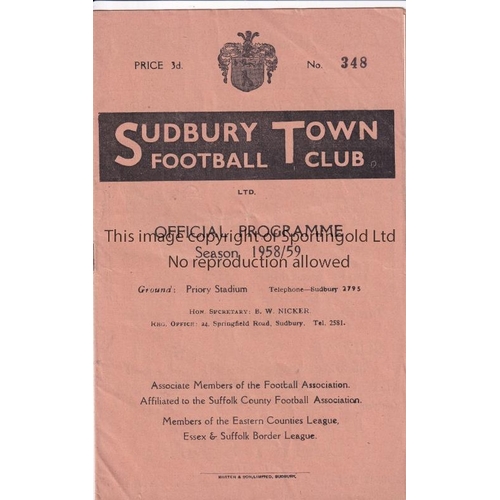 PRICE 3d.
No. 348
SUDBURY TOWN
FOOTBALL CLUB
LTD.
OFFICIAL PROGRAMME
This image copyright of Sportingold Ltd
Season 1958/59
No reproduction allowed
Ground: Priory Stadium Telephone—Sudbury 2795
HON. SECRETARY: B. W. NICKER
REG. OFFICE: 24, Springfield Road, Sudbury. Tel. 2581.
Associate Members of the Football Association.
Affiliated to the Suffolk County Football Association.
Members of the Eastern Counties League,
Essex & Suffolk Border League.